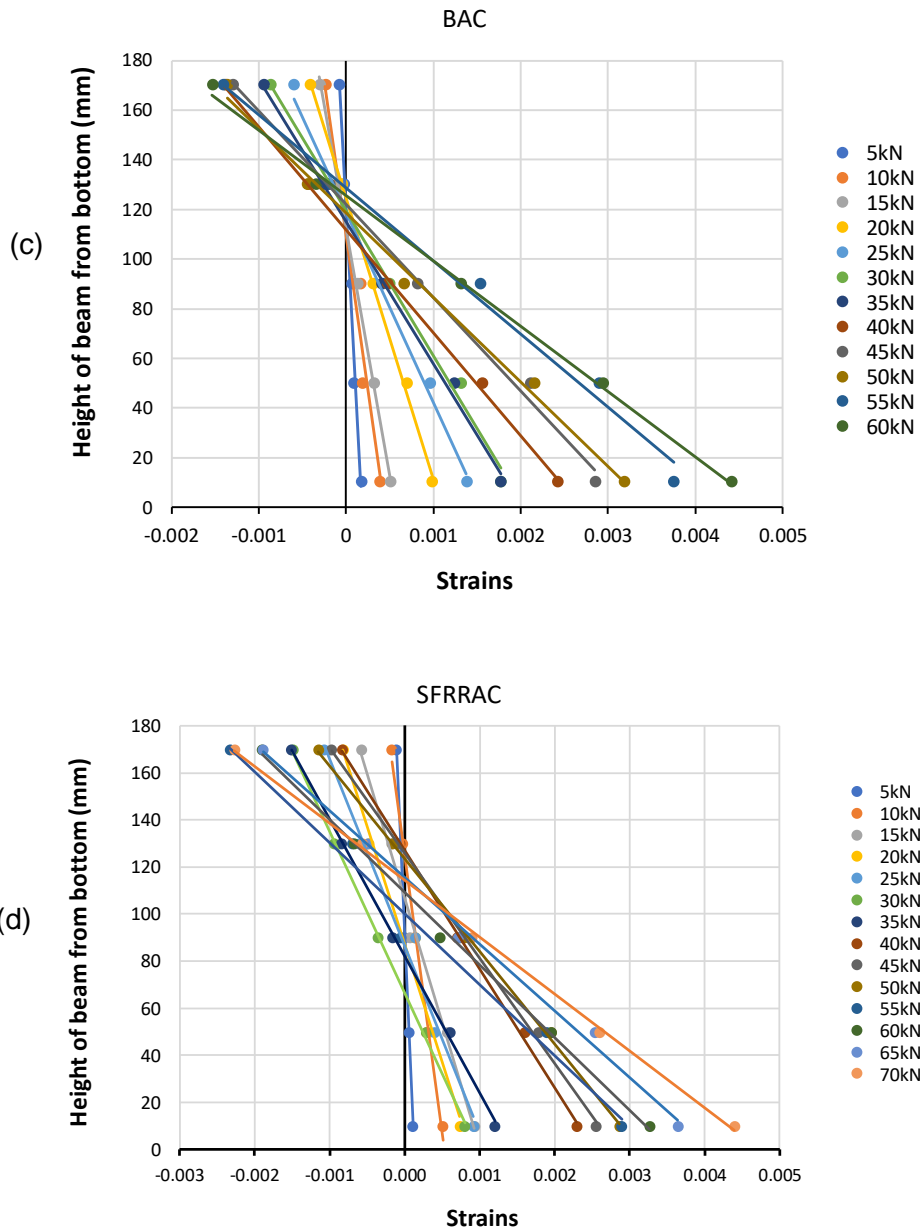 BAC
(c)
Height of beam from bottom (mm)
180
160
140
120
100
80
60
40
20
0
-0.002 -0.001 0 0.001 0.002 0.003 0.004 0.005
Strains
5kN
10kN
15kN
20kN
25kN
30kN
35kN
40kN
45kN
50kN
55kN
60kN
SFRRAC
d)
Height of beam from bottom (mm)
180
160
140
120
100
80
60
40
20
0
-0.003 -0.002 -0.001 0.000 0.001 0.002 0.003 0.004 0.005
Strains
5kN
10kN
15kN
20kN
25kN
30kN
35kN
40kN
45kN
50kN
55kN
60kN
65kN
70kN